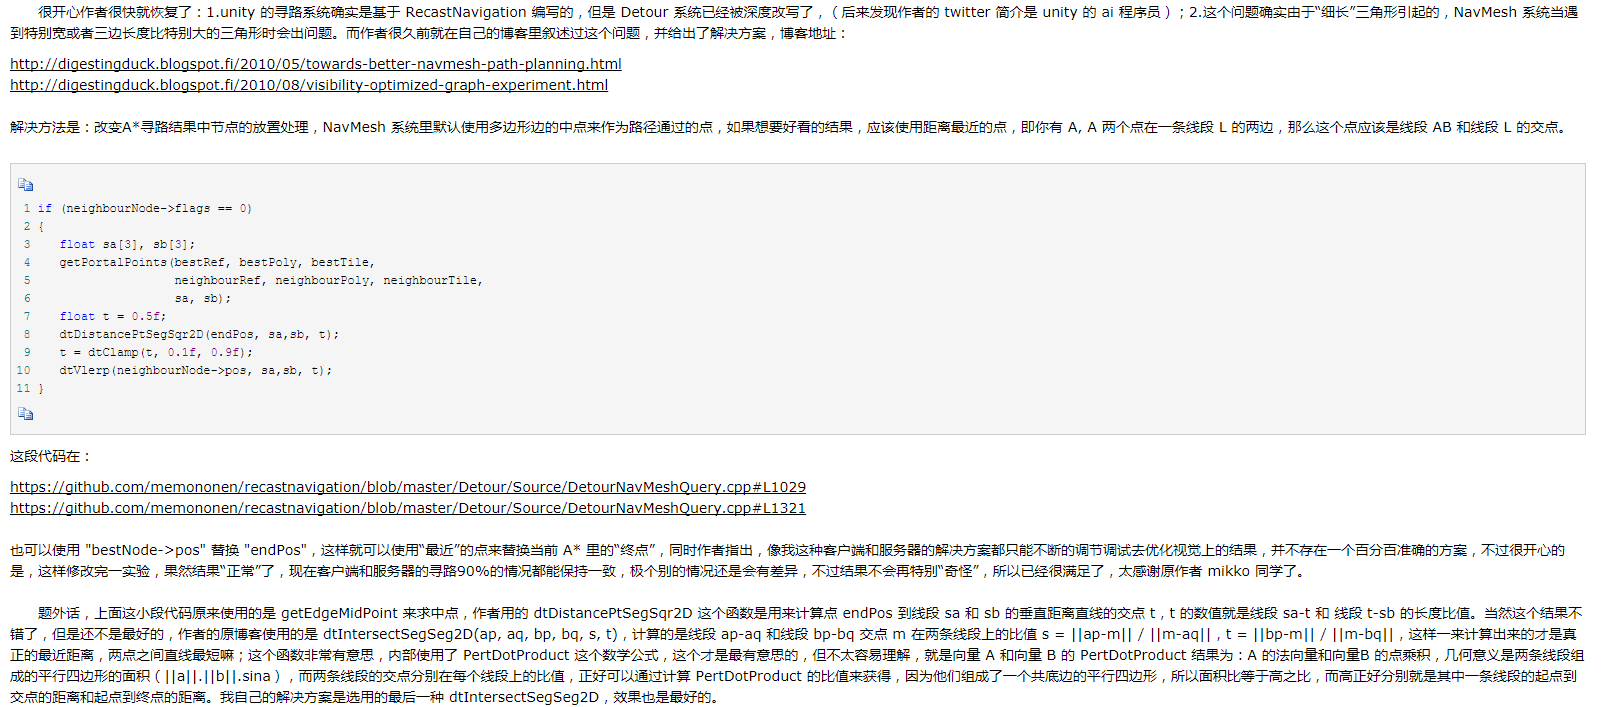 很开心作者很快就恢复了：1.unity 的寻路系统确实是基于 RecastNavigation 编写的，但是 Detour 系统已经被深度改写了，（后来发现作者的 twitter 简介是 unity 的 ai 程序员）；2.这个问题确实由于“细长”三角形引起的，NavMesh 系统当遇
到特别宽或者三边长度比特别大的三角形时会出问题。而作者很久前就在自己的博客里叙述过这个问题，并给出了解决方案，博客地址：
http://digestingduck.blogspot.fi/2010/05/towards-better-navmesh-path-planning.html
http://digestingduck.blogspot.fi/2010/08/visibility-optimized-graph-experiment.html
解决方法是：改变A*寻路结果中节点的放置处理，NavMesh 系统里默认使用多边形边的中点来作为路径通过的点，如果想要好看的结果，应该使用距离最近的点，即你有 A, A 两个点在一条线段 L 的两边，那么这个点应该是线段 AB 和线段 L 的交点。
1 if (neighbourNode->flags == 0)
2 {
3 float sa[3], sb[3];
4 getPortalPoints(bestRef, bestPoly, bestTile,
5 neighbourRef, neighbourPoly, neighbourTile,
6 sa, sb);
7 float t = 0.5f;
8 dtDistancePtSegSqr2D(endPos, sa,sb, t);
9 t = dtClamp(t, 0.1f, 0.9f);
10 dtVlerp(neighbourNode->pos, sa,sb, t);
11 }
这段代码在：
https://github.com/memononen/recastnavigation/blob/master/Detour/Source/DetourNavMeshQuery.cpp#L1029
https://github.com/memononen/recastnavigation/blob/master/Detour/Source/DetourNavMeshQuery.cpp#L1321
也可以使用 "bestNode->pos" 替换 "endPos"，这样就可以使用“最近”的点来替换当前 A* 里的“终点”，同时作者指出，像我这种客户端和服务器的解决方案都只能不断的调节调试去优化视觉上的结果，并不存在一个百分百准确的方案，不过很开心的
是，这样修改完一实验，果然结果“正常”了，现在客户端和服务器的寻路90%的情况都能保持一致，极个别的情况还是会有差异，不过结果不会再特别“奇怪”，所以已经很满足了，太感谢原作者 mikko 同学了。
题外话，上面这小段代码原来使用的是 getEdgeMidPoint 来求中点，作者用的 dtDistancePtSegSqr2D 这个函数是用来计算点 endPos 到线段 sa 和 sb 的垂直距离直线的交点 t，t 的数值就是线段 sa-t 和 线段 t-sb 的长度比值。当然这个结果不
错了，但是还不是最好的，作者的原博客使用的是 dtIntersectSegSeg2D(ap, aq, bp, bq, s, t)，计算的是线段 ap-aq 和线段 bp-bq 交点 m 在两条线段上的比值 s = ||ap-m|| / ||m-aq||，t = ||bp-m|| / ||m-bq||，这样一来计算出来的才是真
正的最近距离，两点之间直线最短嘛；这个函数非常有意思，内部使用了 PertDotProduct 这个数学公式，这个才是最有意思的，但不太容易理解，就是向量 A 和向量 B 的 PertDotProduct 结果为：A 的法向量和向量B 的点乘积，几何意义是两条线段组
成的平行四边形的面积（||a||.||b||.sina），而两条线段的交点分别在每个线段上的比值，正好可以通过计算 PertDotProduct 的比值来获得，因为他们组成了一个共底边的平行四边形，所以面积比等于高之比，而高正好分别就是其中一条线段的起点到
交点的距离和起点到终点的距离。我自己的解决方案是选用的最后一种 dtIntersectSegSeg2D，效果也是最好的。